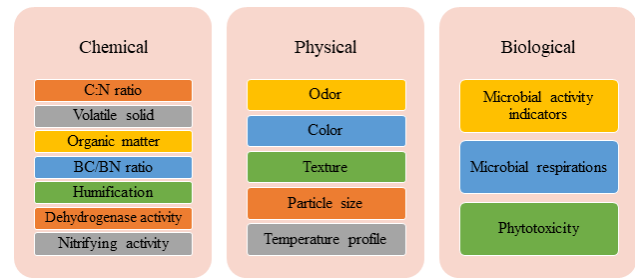 Chemical
C:N ratio
Volatile solid
Organic matter
BC/BN ratio
Humification
Dehydrogenase activity
Nitrifying activity
Physical
Odor
Color
Texture
Particle size
Temperature profile
Biological
Microbial activity
indicators
Microbial respirations
Phytotoxicity